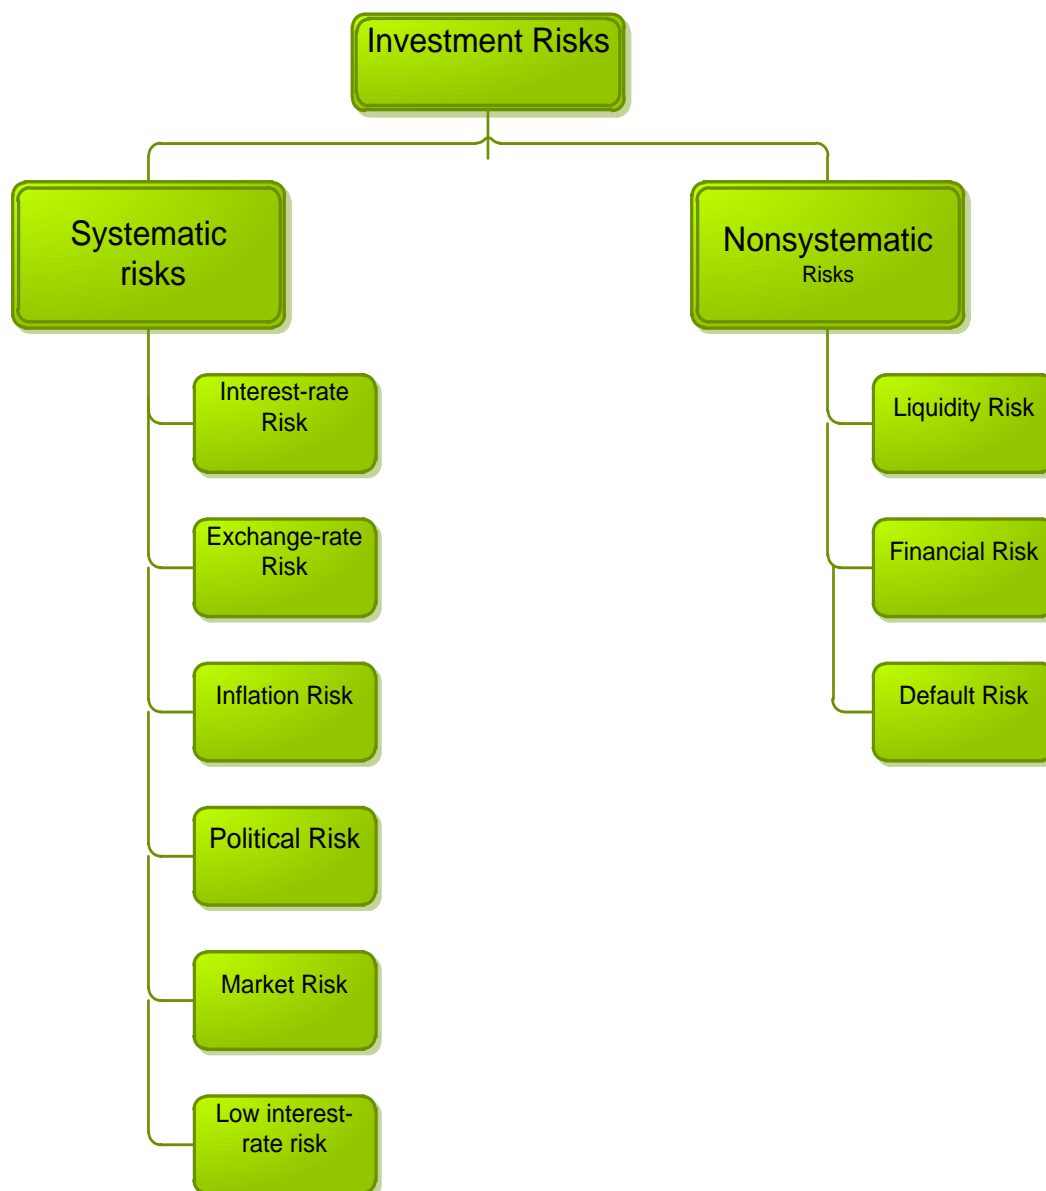 Investment Risks
Systematic
risks
Nonsystematic
Risks
Interest-rate
Risk
Exchange-rate
Risk
Inflation Risk
Political Risk
Market Risk
Low interest-
rate risk
Liquidity Risk
Financial Risk
Default Risk